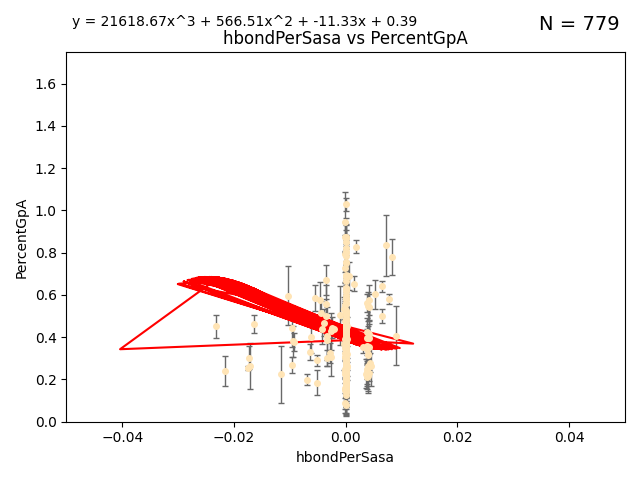 y = 21618.67x^3 + 566.51x^2 + -11.33x + 0.39
N = 779
hbondPerSasa vs PercentGpA
PercentGpA
1.6
1.4
1.2
1.0
0.8
0.6
0.4
0.2
0.0
−0.04
−0.02
0.00
0.02
0.04
hbondPerSasa